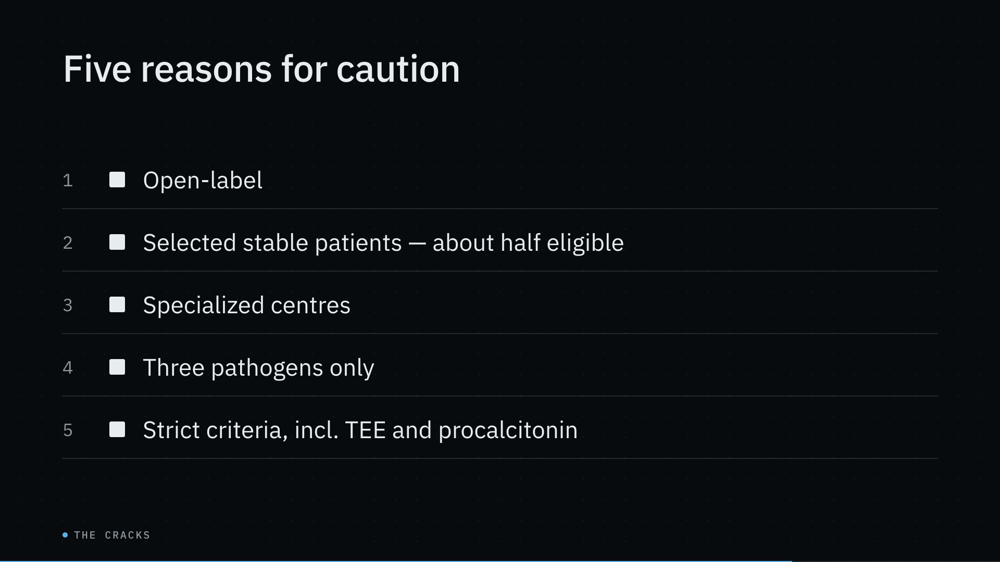 Five reasons for caution
1 Open-label
2 Selected stable patients — about half eligible
3 Specialized centres
4 Three pathogens only
5 Strict criteria, incl. TEE and procalcitonin
THE CRACKS